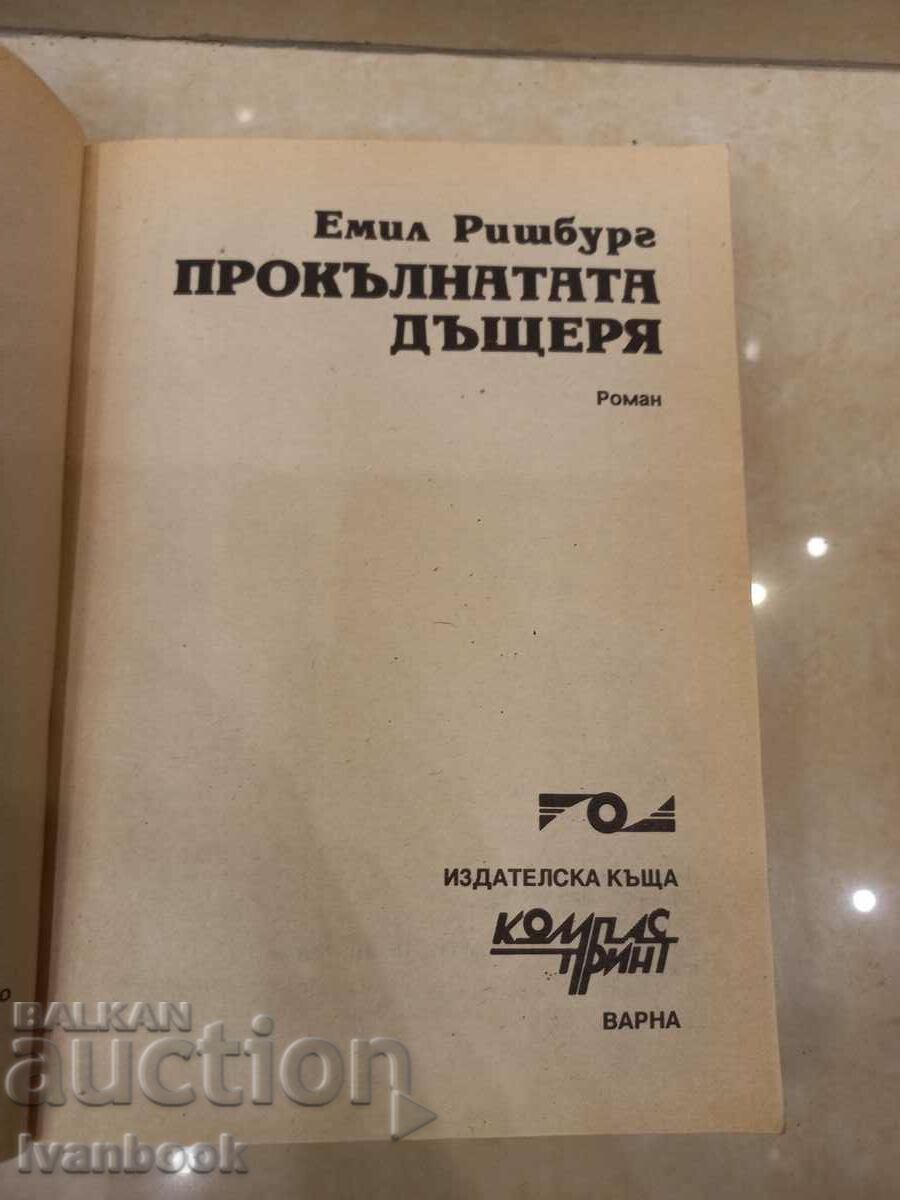 Емил Ришбург
ПРОКЪЛНАТАТА
ДЪЩЕРЯ
Роман
ИЗДАТЕЛСКА КЪЩА
КОМПАС
ПРИНТ
ВАРНА
BALKAN
auction
Ivanbook